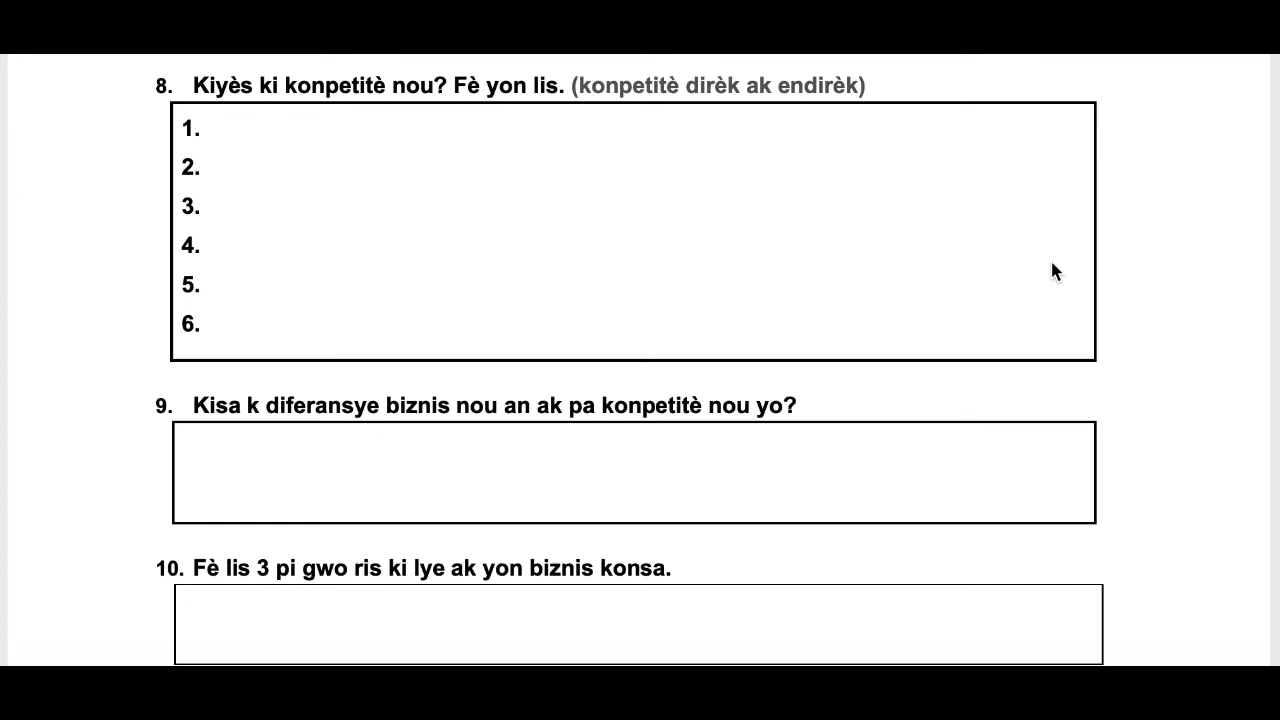 8. Kiyès ki konpetitè nou? Fè yon lis. (konpetitè dirèk ak endirèk)
1.
2.
3.
4.
5.
6.
9. Kisa k diferansye biznis nou an ak pa konpetitè nou yo?
10. Fè lis 3 pi gwo ris ki lye ak yon biznis konsa.